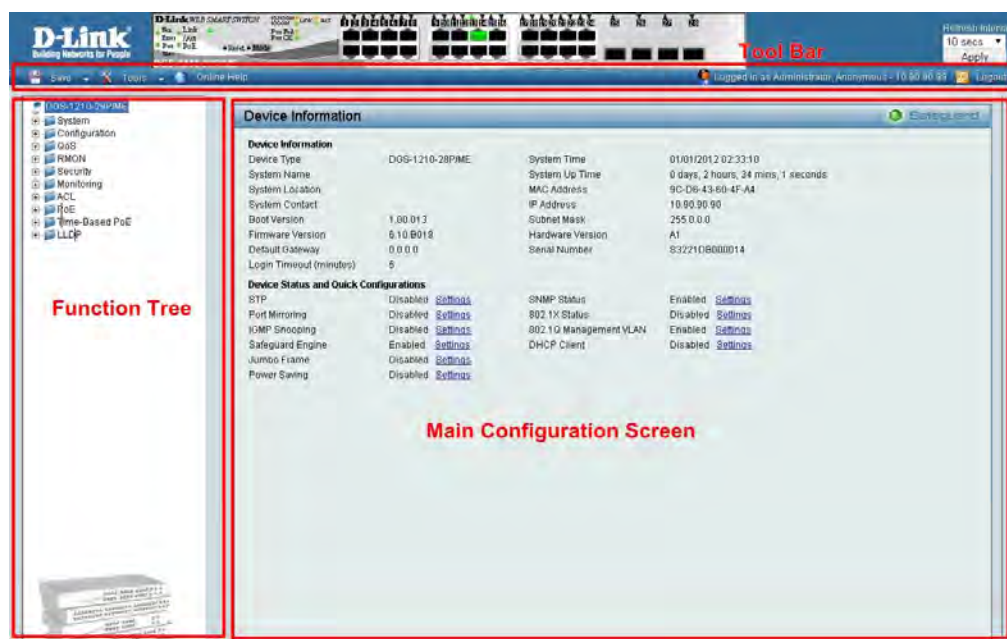 D-Link
Building Networks for People
D-Link WEB SMART SWITCH
Tool Bar
Refresh Interval
10 secs
Apply
Save Tools Online Help
Logged in as Administrator, Anonymous - 10.90.90.99 Logout
DGS-1210-28P/ME
System
Configuration
QoS
RMON
Security
Monitoring
ACL
PoE
Time-Based PoE
LLDP
Function Tree
Device Information
Safeguard
Device Information
Device Type DGS-1210-28P/ME System Time 01/01/2012 02:33:10
System Name System Up Time 0 days, 2 hours, 34 mins, 1 seconds
System Location MAC Address 9C-D6-43-60-4F-A4
System Contact IP Address 10.90.90.90
Boot Version 1.00.013 Subnet Mask 255.0.0.0
Firmware Version 6.10.B018 Hardware Version A1
Default Gateway 0.0.0.0 Serial Number
Login Timeout (minutes) 5
Device Status and Quick Configurations
STP Disabled Settings SNMP Status Enabled Settings
Port Mirroring Disabled Settings 802.1X Status Disabled Settings
IGMP Snooping Disabled Settings 802.1Q Management VLAN Enabled Settings
Safeguard Engine Enabled Settings DHCP Client Disabled Settings
Jumbo Frame Disabled Settings
Power Saving Disabled Settings
Main Configuration Screen